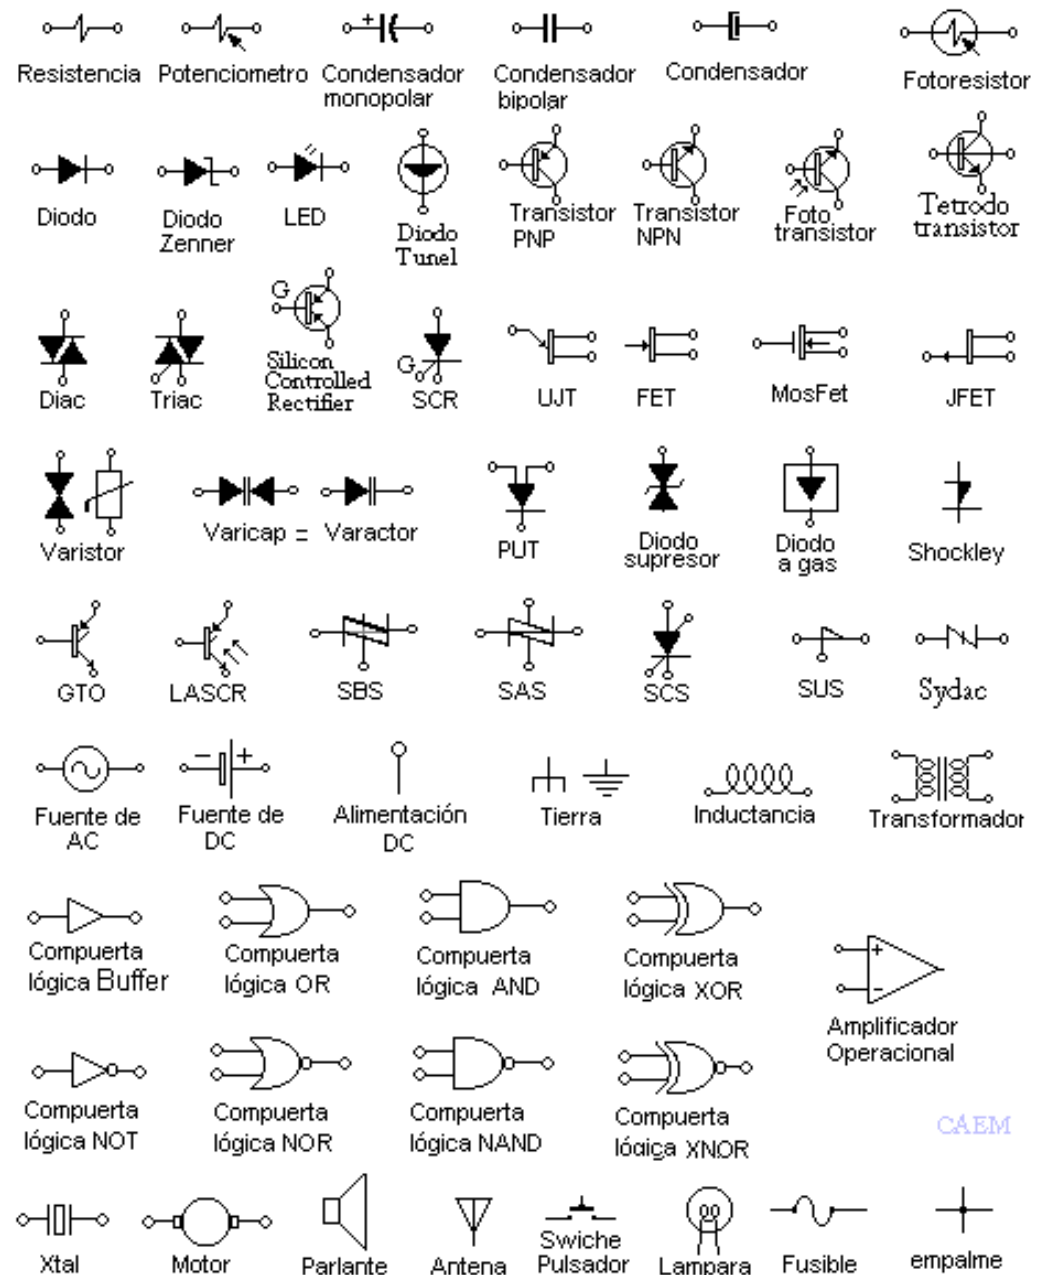 +
Resistencia Potenciometro Condensador Condensador Condensador Fotoresistor
monopolar bipolar
Diodo Diodo LED Diodo Transistor Transistor Foto Tetrodo
Zenner Tunel PNP NPN transistor transistor
G
G
Diac Triac Silicon SCR UJT FET MosFet JFET
Controlled
Rectifier
Varistor Varicap = Varactor PUT Diodo Diodo Shockley
supresor a gas
GTO LASCR SBS SAS SCS SUS Sydac
− +
Fuente de Fuente de Alimentación Tierra Inductancia Transformador
AC DC DC
Compuerta Compuerta Compuerta Compuerta
lógica Buffer lógica OR lógica AND lógica XOR
+
−
Amplificador
Operacional
Compuerta Compuerta Compuerta Compuerta
lógica NOT lógica NOR lógica NAND lógica XNOR
CAEM
Xtal Motor Parlante Antena Swiche Lampara Fusible empalme
Pulsador